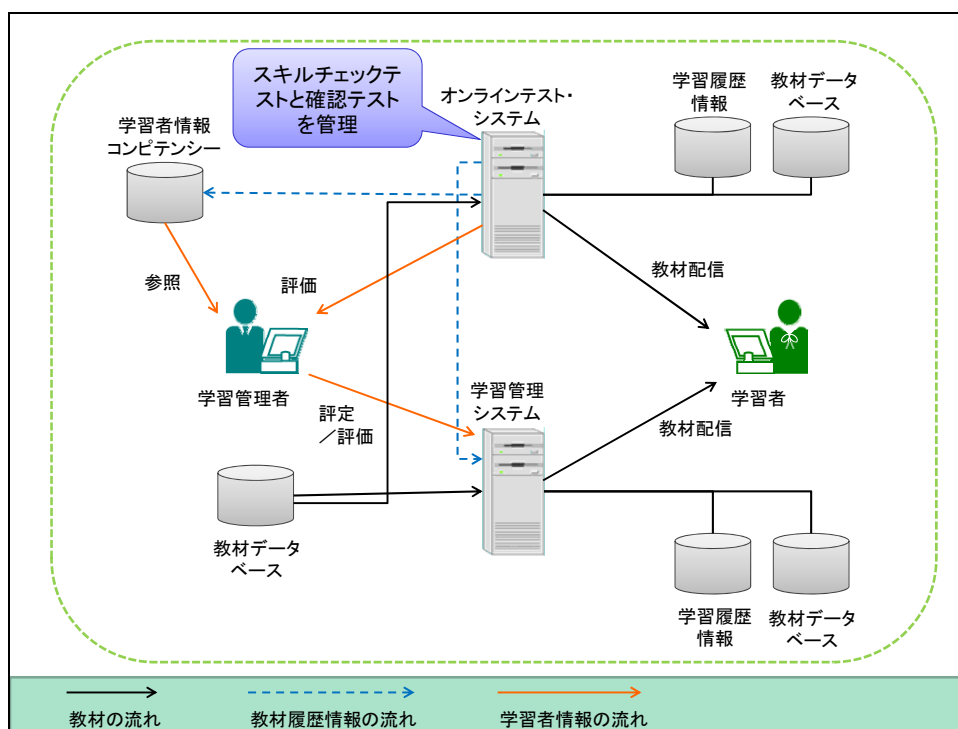 スキルチェックテ
ストと確認テスト
を管理
オンラインテスト・
システム
学習履歴
情報
教材データ
ベース
学習者情報
コンピテンシー
参照
評価
教材配信
学習管理者
学習者
評定
／評価
学習管理
システム
教材配信
教材データ
ベース
学習履歴
情報
教材データ
ベース
教材の流れ
教材履歴情報の流れ
学習者情報の流れ